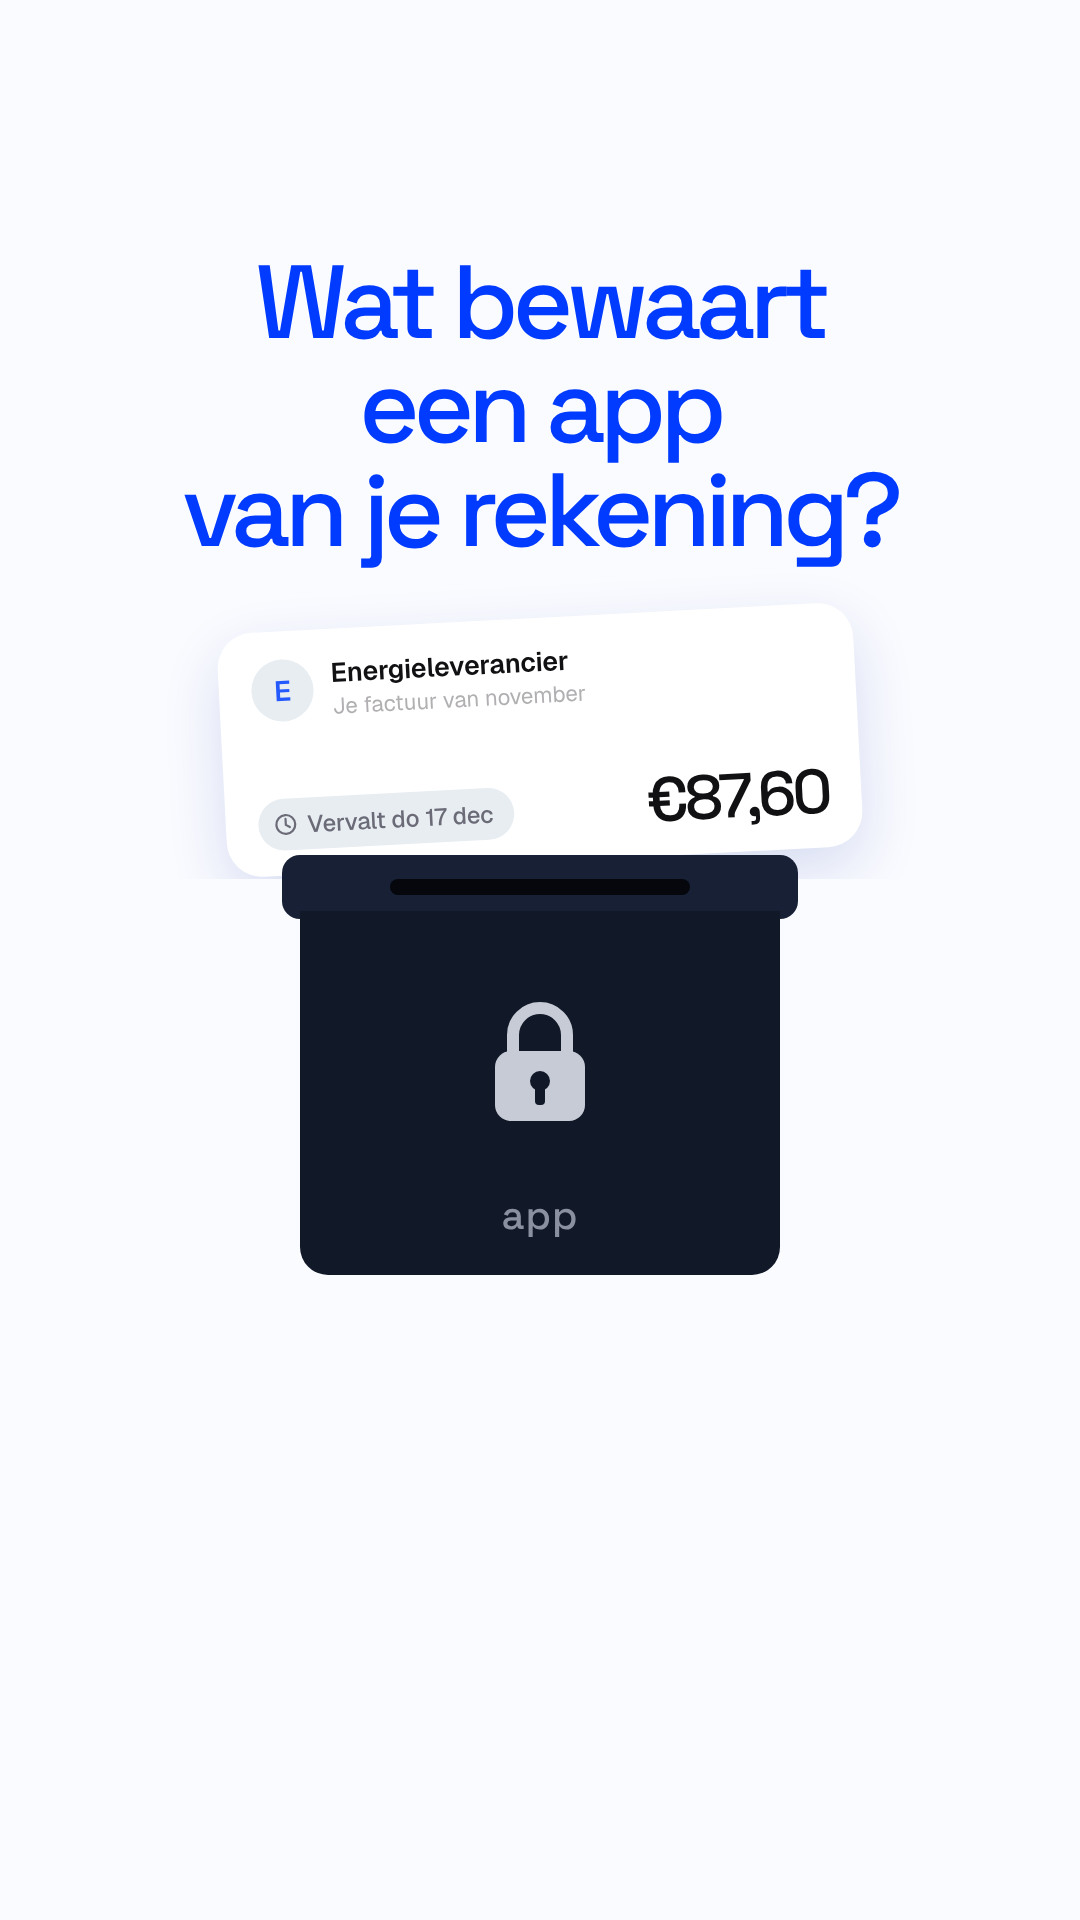 Wat bewaart
een app
van je rekening?
E
Energieleverancier
Je factuur van november
Vervalt do 17 dec
€87,60
app